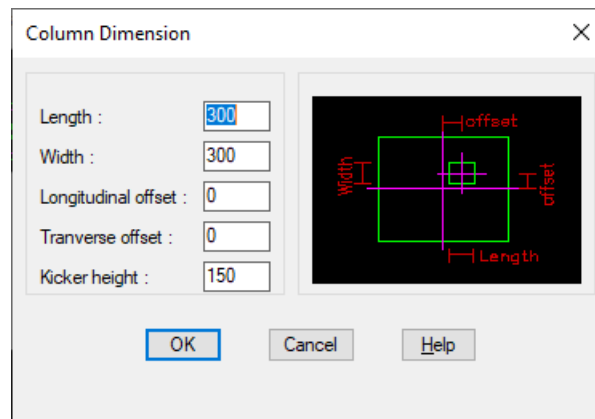 Column Dimension
Length : 300
Width : 300
Longitudinal offset : 0
Tranverse offset : 0
Kicker height : 150
offset
Width
offset
Length
OK Cancel Help